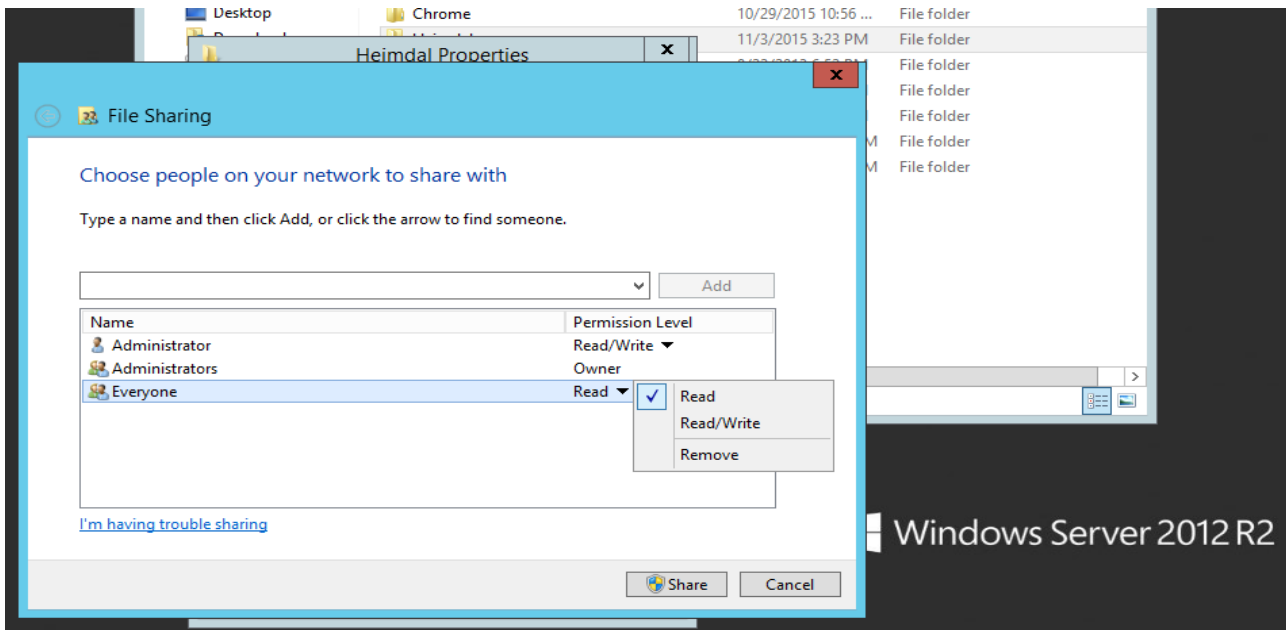 Desktop
Chrome 10/29/2015 10:56 ... File folder
11/3/2015 3:23 PM File folder
Heimdal Properties
x
File folder
x
File folder
File Sharing
File folder
M File folder
Choose people on your network to share with
M File folder
Type a name and then click Add, or click the arrow to find someone.
Add
Name Permission Level
Administrator Read/Write
Administrators Owner
Everyone Read
Read
Read/Write
Remove
I'm having trouble sharing
Windows Server 2012 R2
Share Cancel